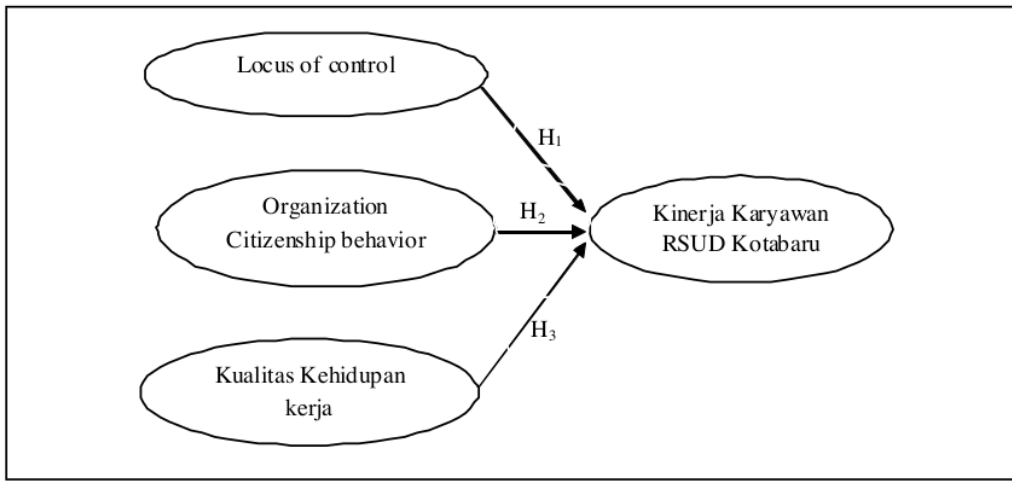 Locus of control
H₁
Organization
Citizenship behavior
H₂
Kinerja Karyawan
RSUD Kotabaru
H₃
Kualitas Kehidupan
kerja